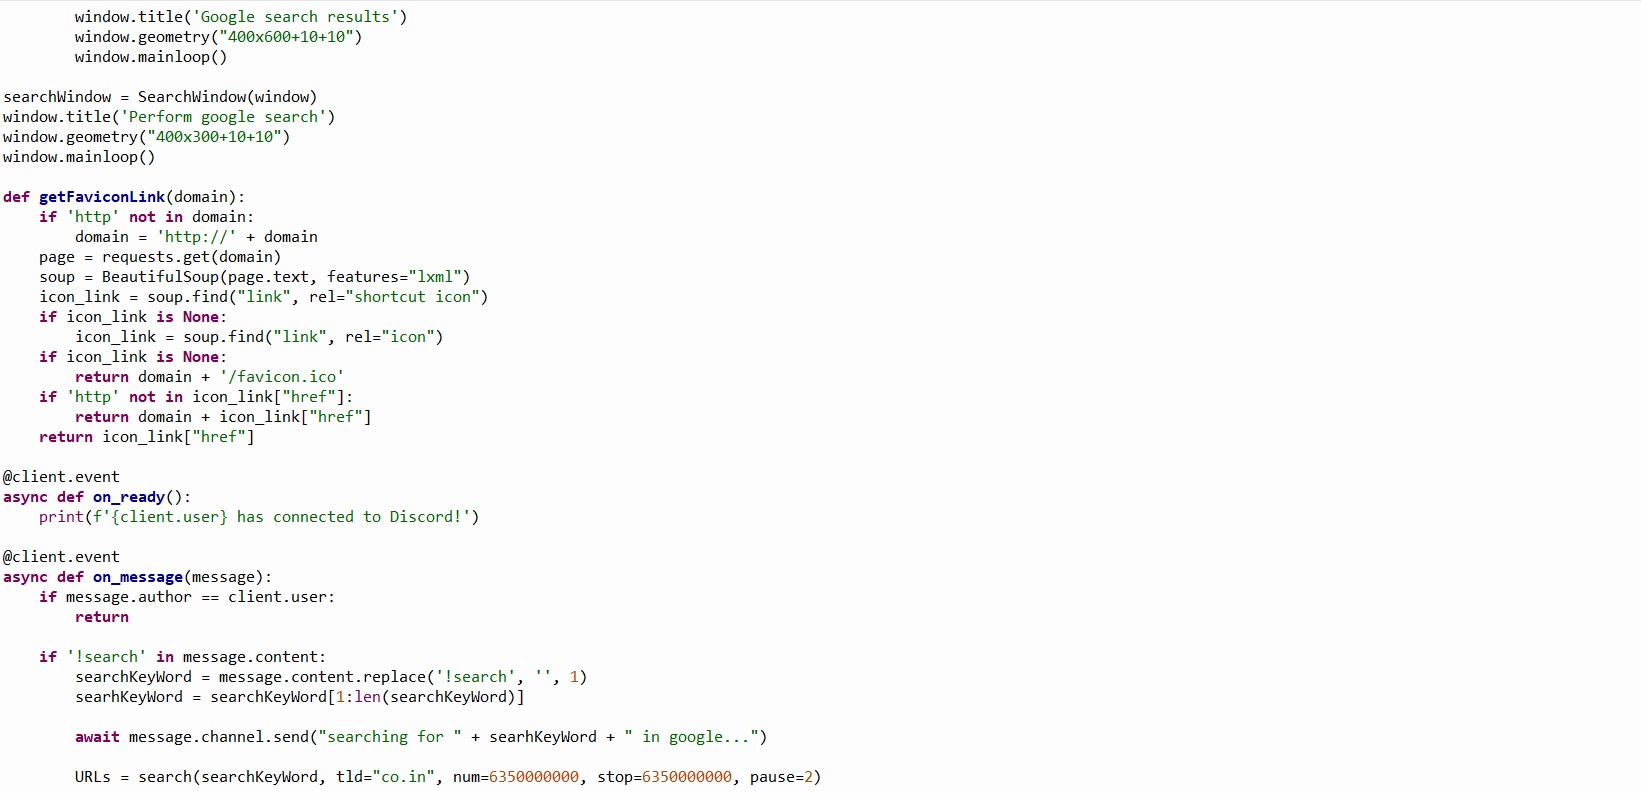 window.title('Google search results')
        window.geometry("400x600+10+10")
        window.mainloop()

searchWindow = SearchWindow(window)
window.title('Perform google search')
window.geometry("400x300+10+10")
window.mainloop()

def getFaviconLink(domain):
    if 'http' not in domain:
        domain = 'http://' + domain
    page = requests.get(domain)
    soup = BeautifulSoup(page.text, features="lxml")
    icon_link = soup.find("link", rel="shortcut icon")
    if icon_link is None:
        icon_link = soup.find("link", rel="icon")
    if icon_link is None:
        return domain + '/favicon.ico'
    if 'http' not in icon_link["href"]:
        return domain + icon_link["href"]
    return icon_link["href"]

@client.event
async def on_ready():
    print(f'{client.user} has connected to Discord!')

@client.event
async def on_message(message):
    if message.author == client.user:
        return

    if '!search' in message.content:
        searchKeyWord = message.content.replace('!search', '', 1)
        searhKeyWord = searchKeyWord[1:len(searchKeyWord)]

        await message.channel.send("searching for " + searhKeyWord + " in google...")

        URLs = search(searchKeyWord, tld="co.in", num=6350000000, stop=6350000000, pause=2)